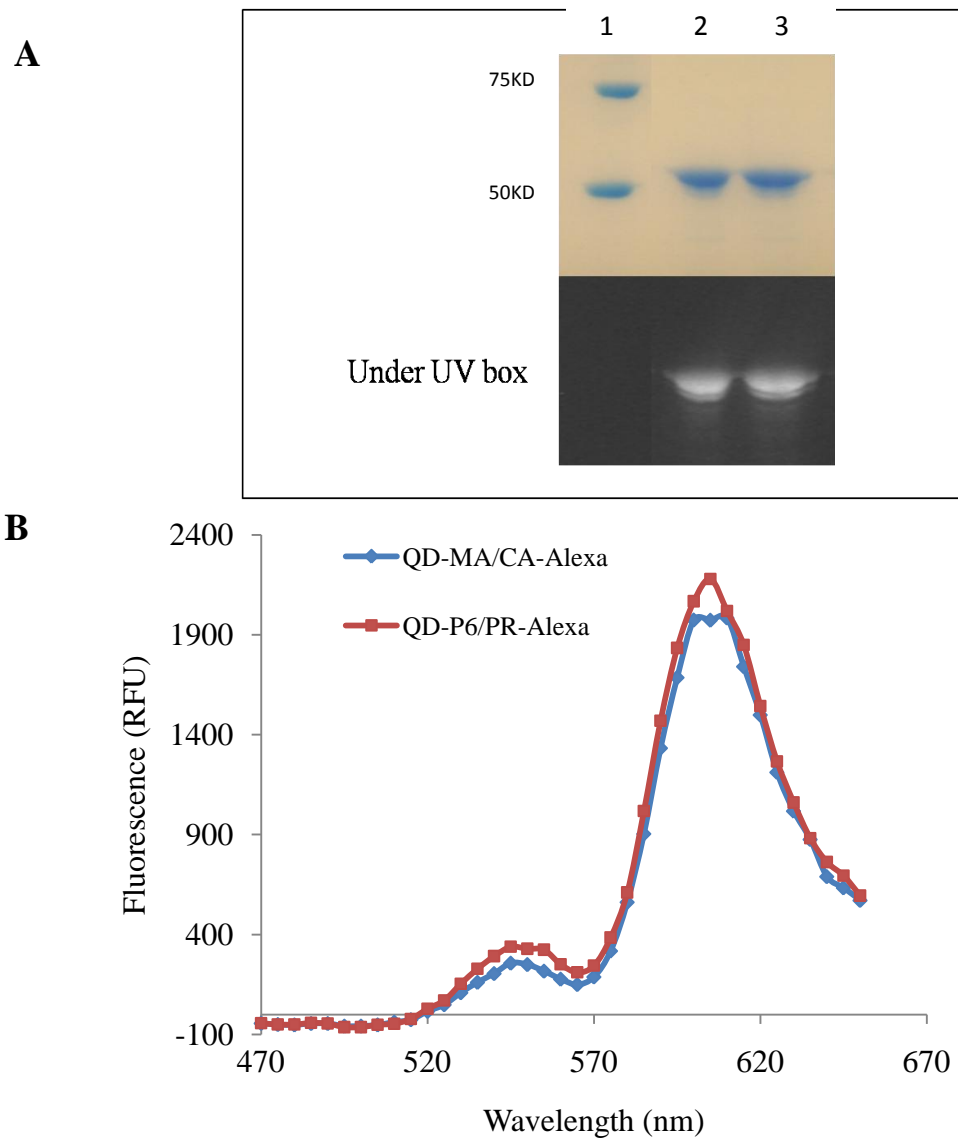 A
1 2 3
75KD
50KD
Under UV box
B
2400
1900
1400
900
400
-100
QD-MA/CA-Alexa
QD-P6/PR-Alexa
Fluorescence (RFU)
470 520 570 620 670
Wavelength (nm)